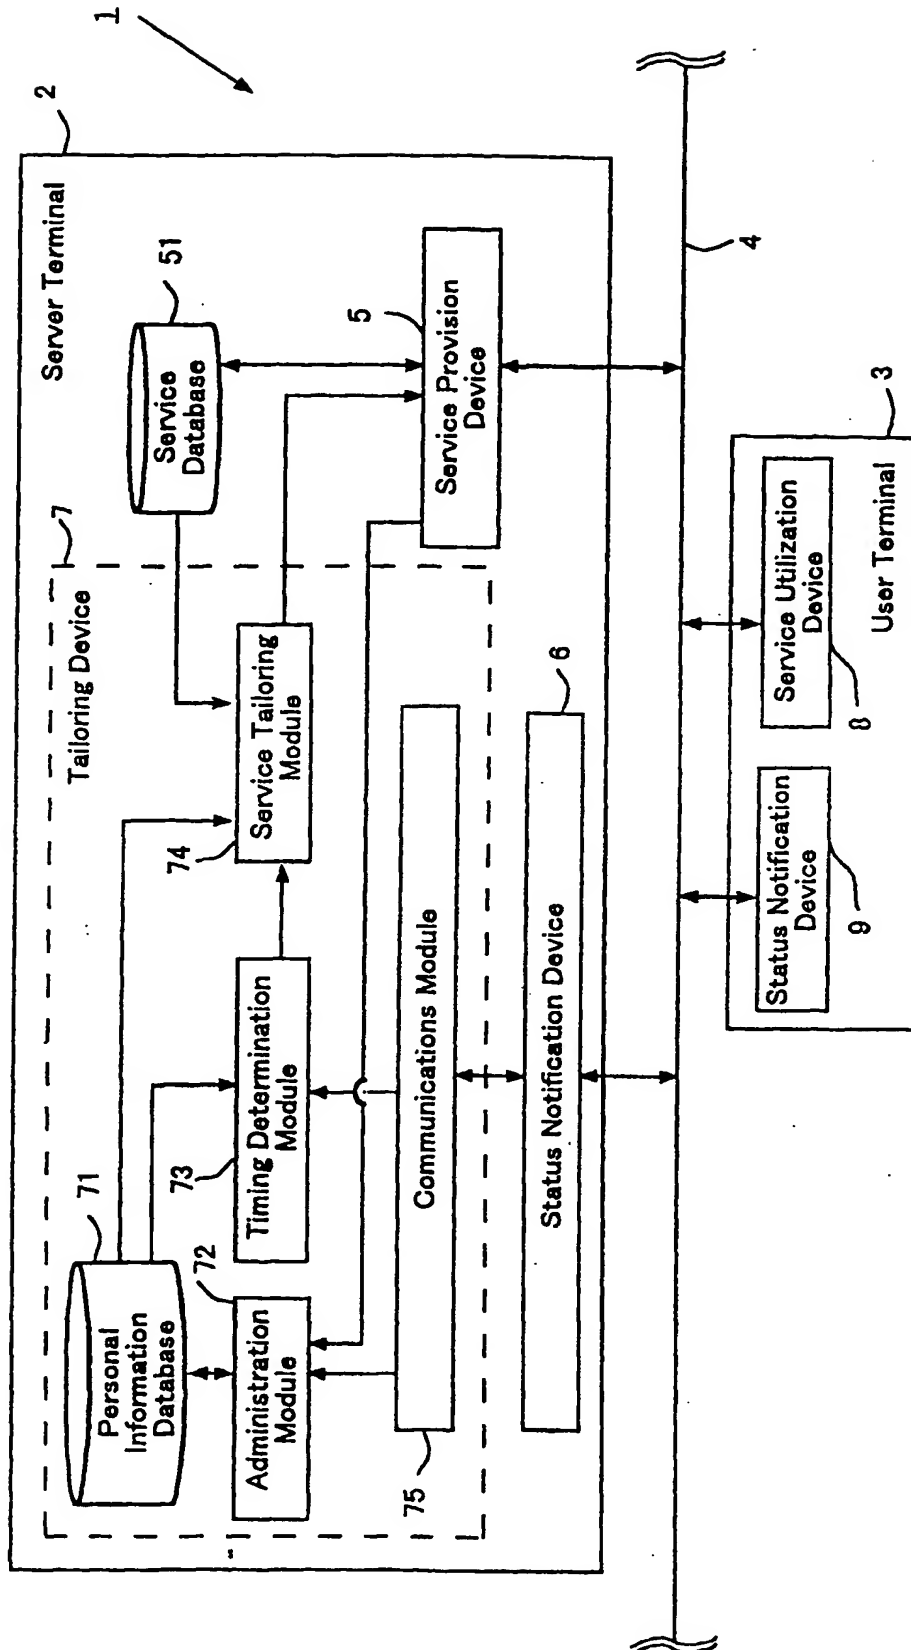 1
2
Server Terminal
51
Service
Database
5
Service Provision
Device
7
Tailoring Device
74
Service Tailoring
Module
71
Personal
Information
Database
72
Administration
Module
73
Timing Determination
Module
75
Communications Module
6
Status Notification Device
4
3
User Terminal
Service Utilization
Device
8
Status Notification
Device
9